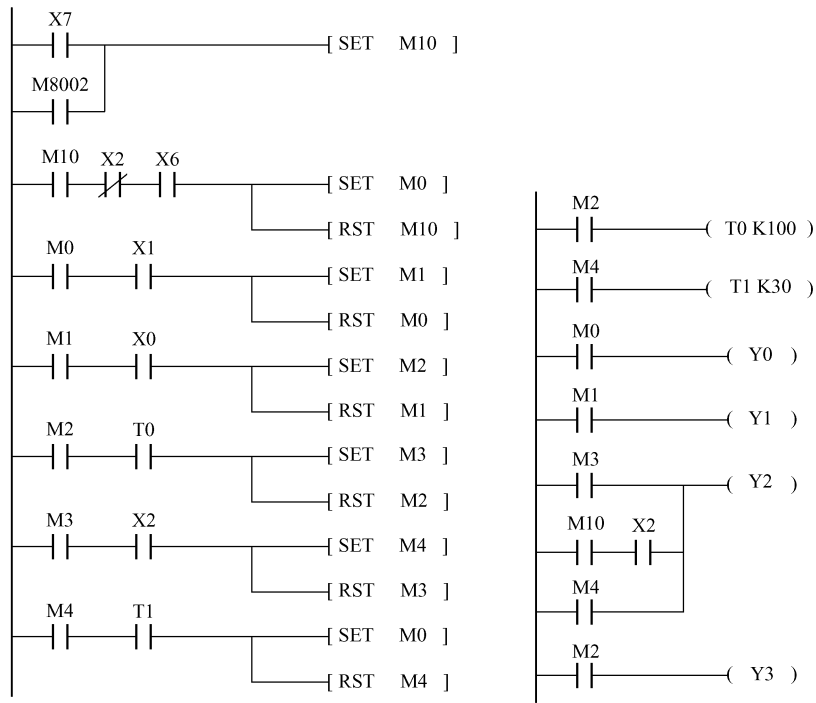 X7
[ SET M10 ]
M8002
M10 X2 X6
[ SET M0 ]
[ RST M10 ]
M0 X1
[ SET M1 ]
[ RST M0 ]
M1 X0
[ SET M2 ]
[ RST M1 ]
M2 T0
[ SET M3 ]
[ RST M2 ]
M3 X2
[ SET M4 ]
[ RST M3 ]
M4 T1
[ SET M0 ]
[ RST M4 ]
M2
( T0 K100 )
M4
( T1 K30 )
M0
( Y0 )
M1
( Y1 )
M3
( Y2 )
M10 X2
M4
M2
( Y3 )